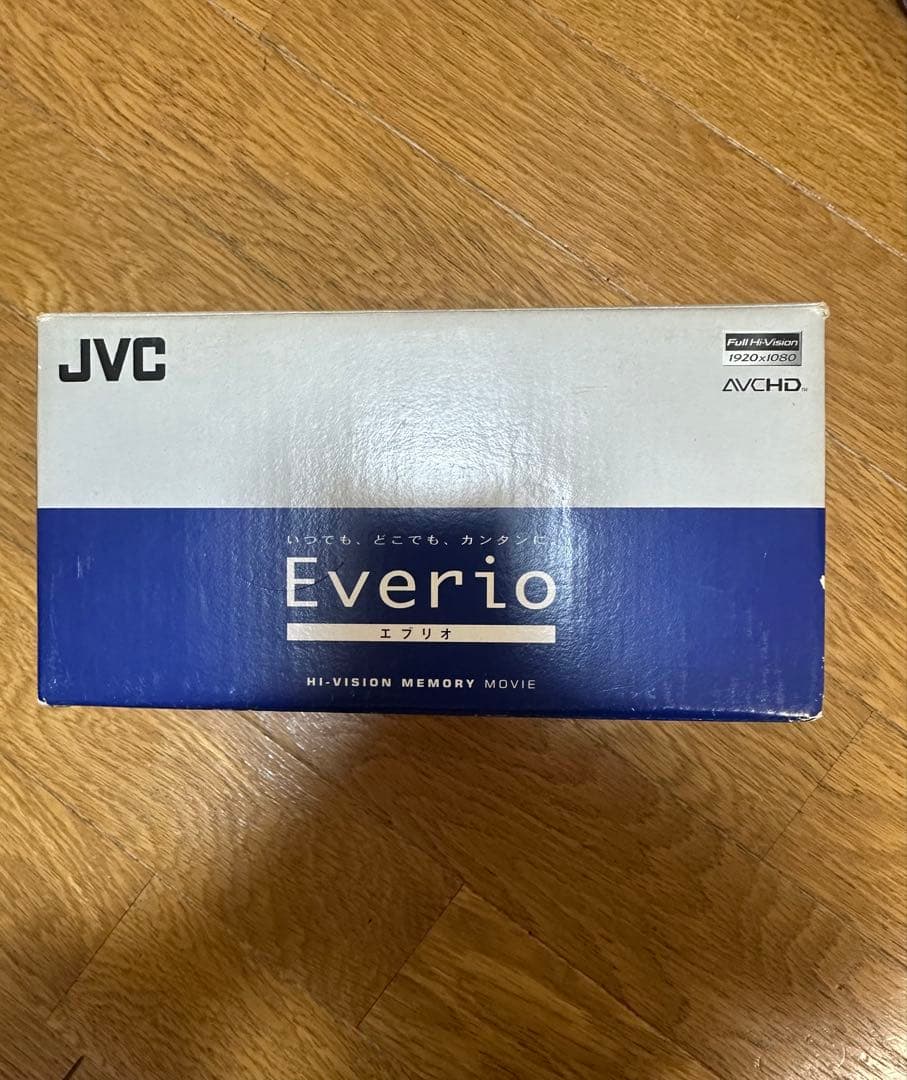 JVC
Full Hi-Vision
1920x1080
AVCHD™
いつでも、どこでも、カンタンに。
Everio
エブリオ
HI-VISION MEMORY MOVIE